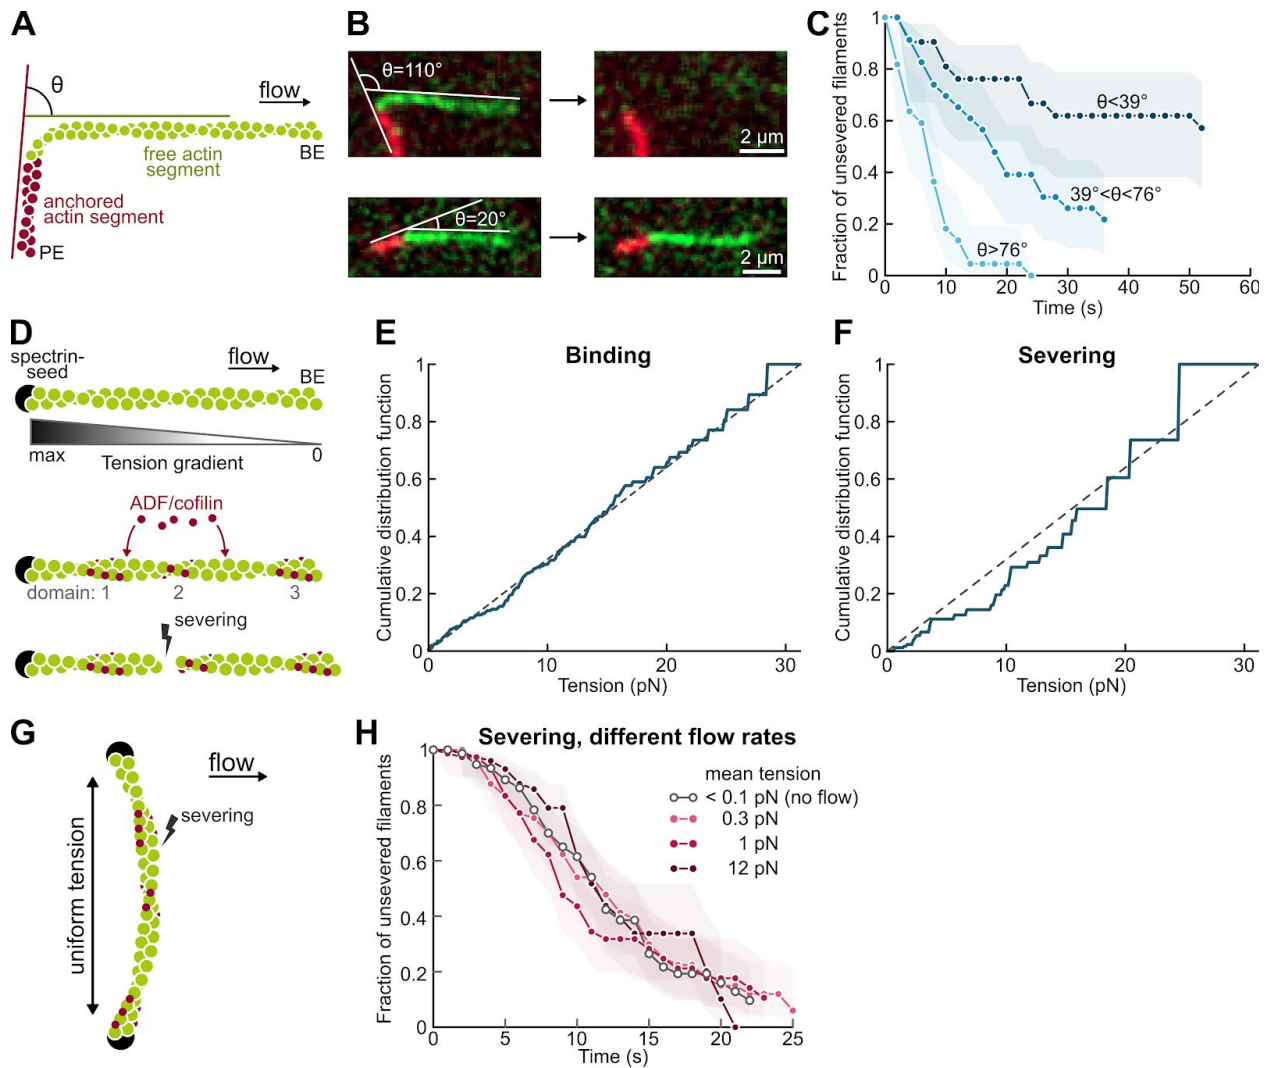 A
θ
flow
BE
free actin
segment
anchored
actin segment
PE
B
θ=110°
2 µm
θ=20°
2 µm
C
Fraction of unsevered filaments
1
0.8
0.6
0.4
0.2
0
θ<39°
39°<θ<76°
θ>76°
0 10 20 30 40 50 60
Time (s)
D
spectrin-
seed
flow
BE
max
Tension gradient
0
ADF/cofilin
domain: 1 2 3
severing
E
Binding
Cumulative distribution function
1
0.8
0.6
0.4
0.2
0
0 10 20 30
Tension (pN)
F
Severing
Cumulative distribution function
1
0.8
0.6
0.4
0.2
0
0 10 20 30
Tension (pN)
G
flow
severing
uniform tension
H
Severing, different flow rates
mean tension
< 0.1 pN (no flow)
0.3 pN
1 pN
12 pN
Fraction of unsevered filaments
1
0.8
0.6
0.4
0.2
0
0 5 10 15 20 25
Time (s)